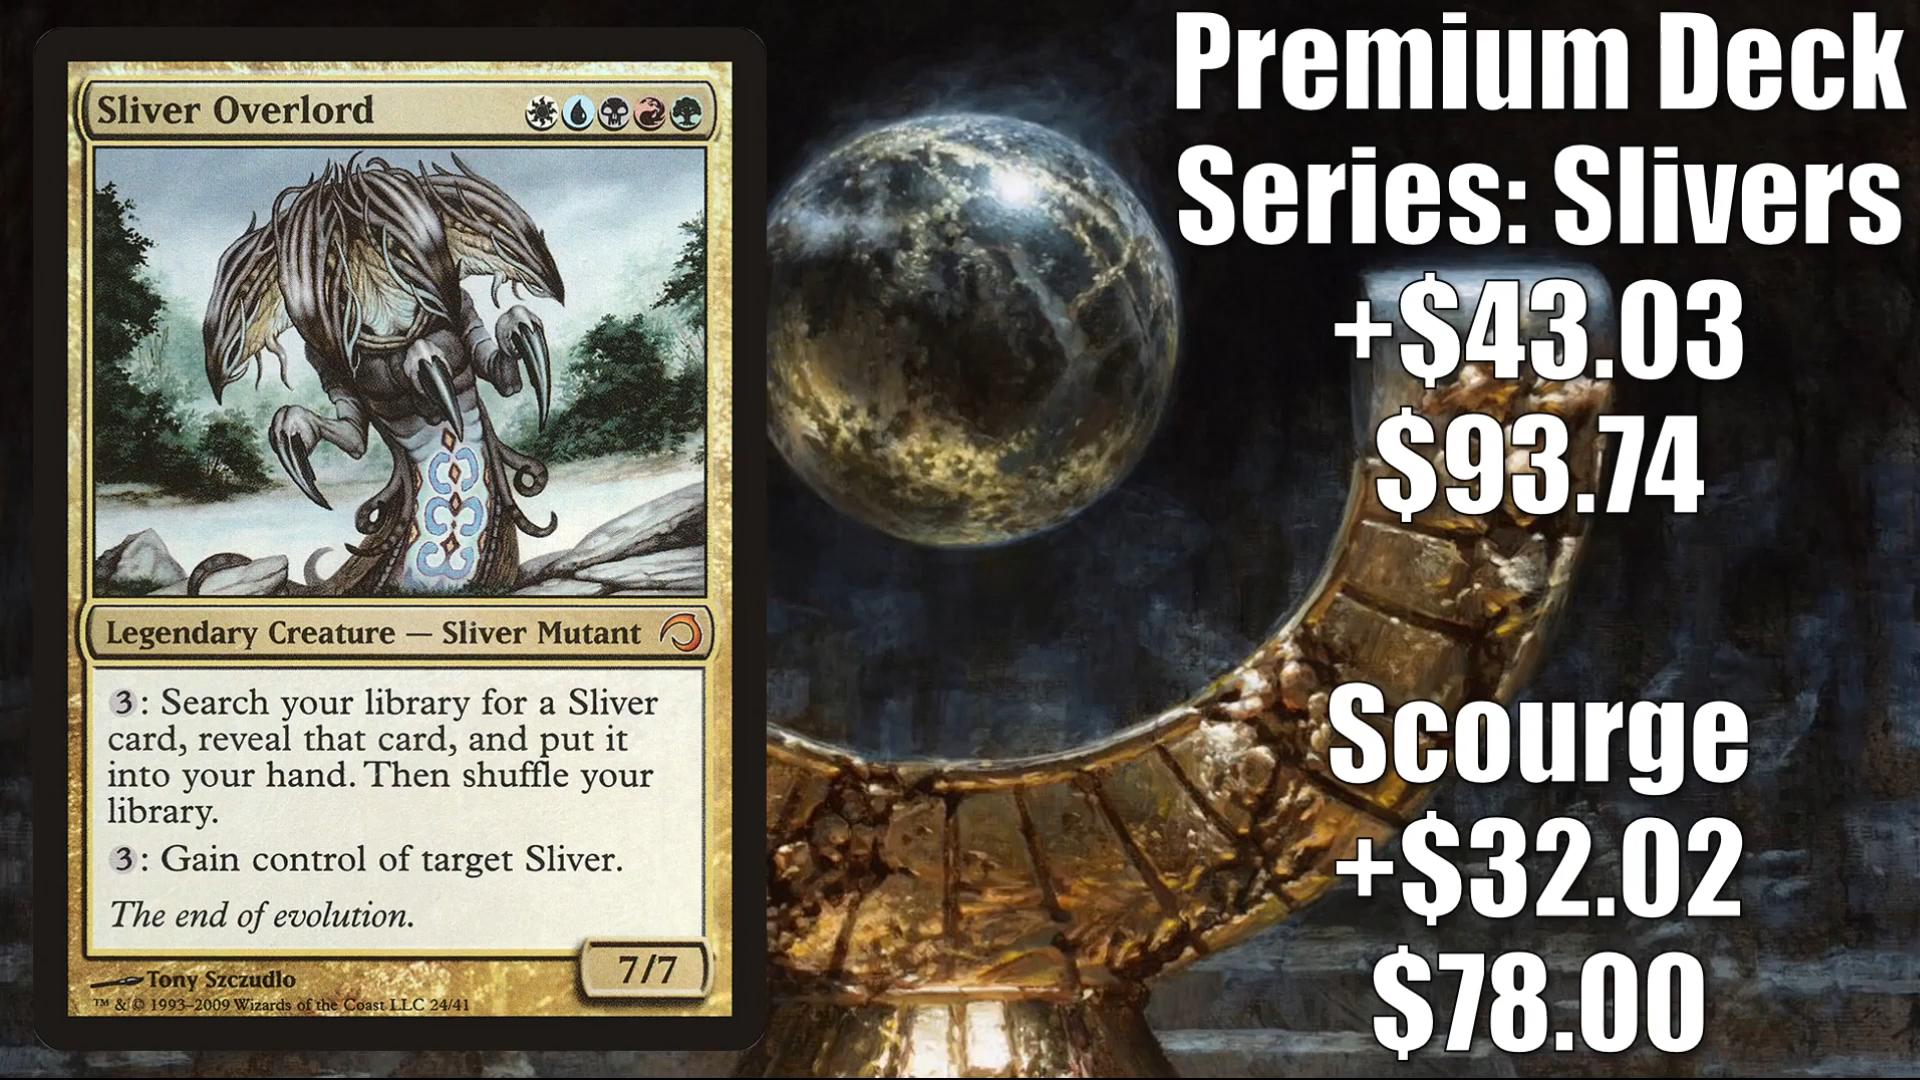 Sliver Overlord
Legendary Creature — Sliver Mutant
3: Search your library for a Sliver
card, reveal that card, and put it
into your hand. Then shuffle your
library.
3: Gain control of target Sliver.
The end of evolution.
7/7
Tony Szczudlo
™ & © 1993–2009 Wizards of the Coast LLC 24/41
Premium Deck
Series: Slivers
+$43.03
$93.74
Scourge
+$32.02
$78.00